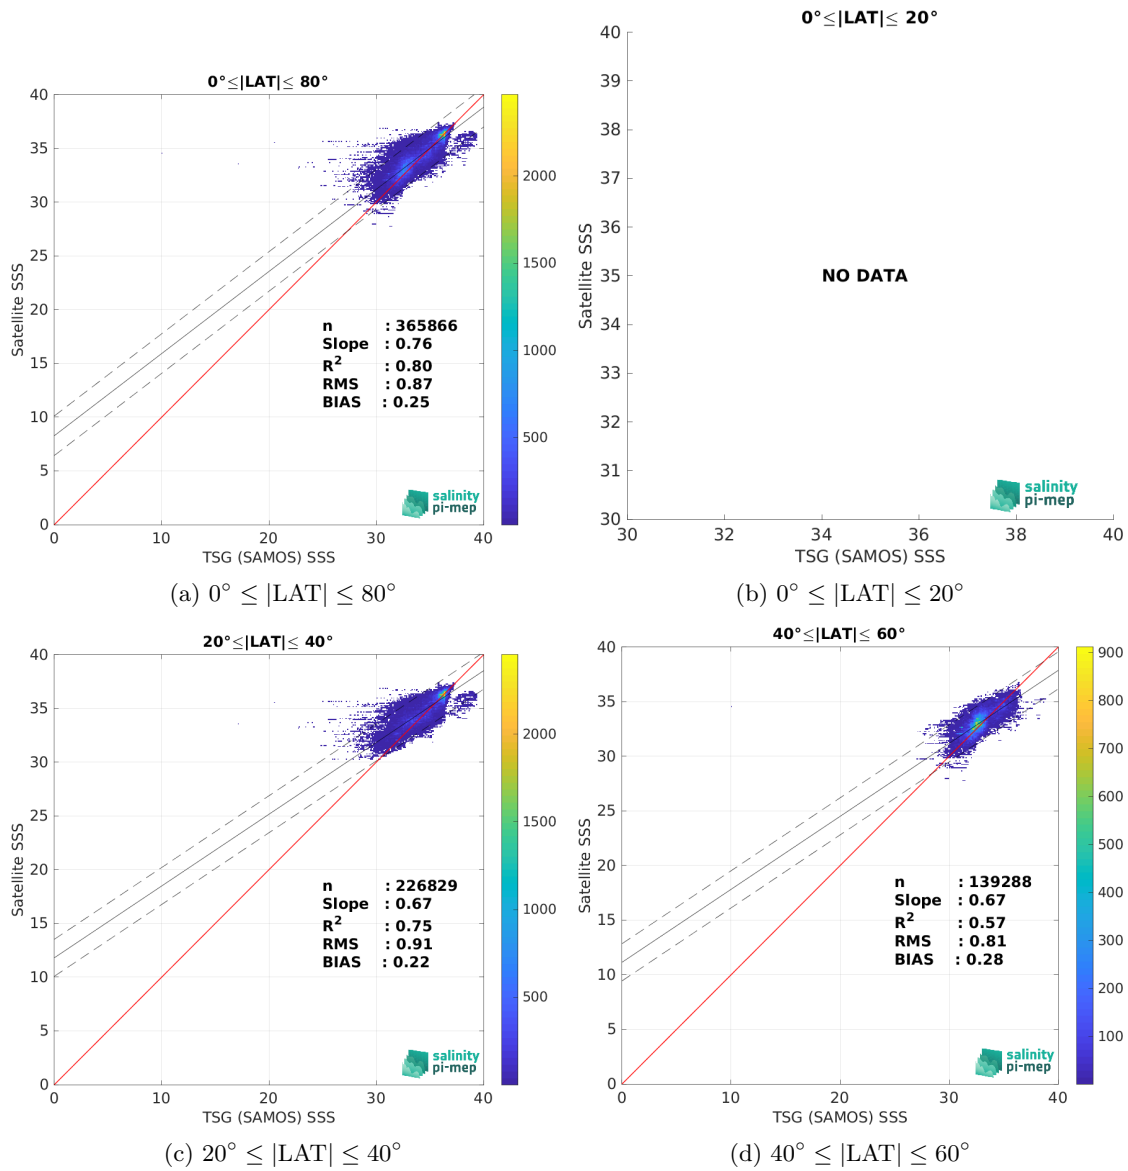 0°≤|LAT|≤ 80°
40
35
30
25
20
15
10
5
0
Satellite SSS
0
10
20
30
40
TSG (SAMOS) SSS
n : 365866
Slope : 0.76
R² : 0.80
RMS : 0.87
BIAS : 0.25
salinity
pi-mep
2000
1500
1000
500
(a) 0° ≤ |LAT| ≤ 80°
0°≤|LAT|≤ 20°
40
39
38
37
36
35
34
33
32
31
30
Satellite SSS
NO DATA
salinity
pi-mep
30
32
34
36
38
40
TSG (SAMOS) SSS
(b) 0° ≤ |LAT| ≤ 20°
20°≤|LAT|≤ 40°
40
35
30
25
20
15
10
5
0
Satellite SSS
0
10
20
30
40
TSG (SAMOS) SSS
n : 226829
Slope : 0.67
R² : 0.75
RMS : 0.91
BIAS : 0.22
salinity
pi-mep
2000
1500
1000
500
(c) 20° ≤ |LAT| ≤ 40°
40°≤|LAT|≤ 60°
40
35
30
25
20
15
10
5
0
Satellite SSS
0
10
20
30
40
TSG (SAMOS) SSS
n : 139288
Slope : 0.67
R² : 0.57
RMS : 0.81
BIAS : 0.28
salinity
pi-mep
900
800
700
600
500
400
300
200
100
(d) 40° ≤ |LAT| ≤ 60°